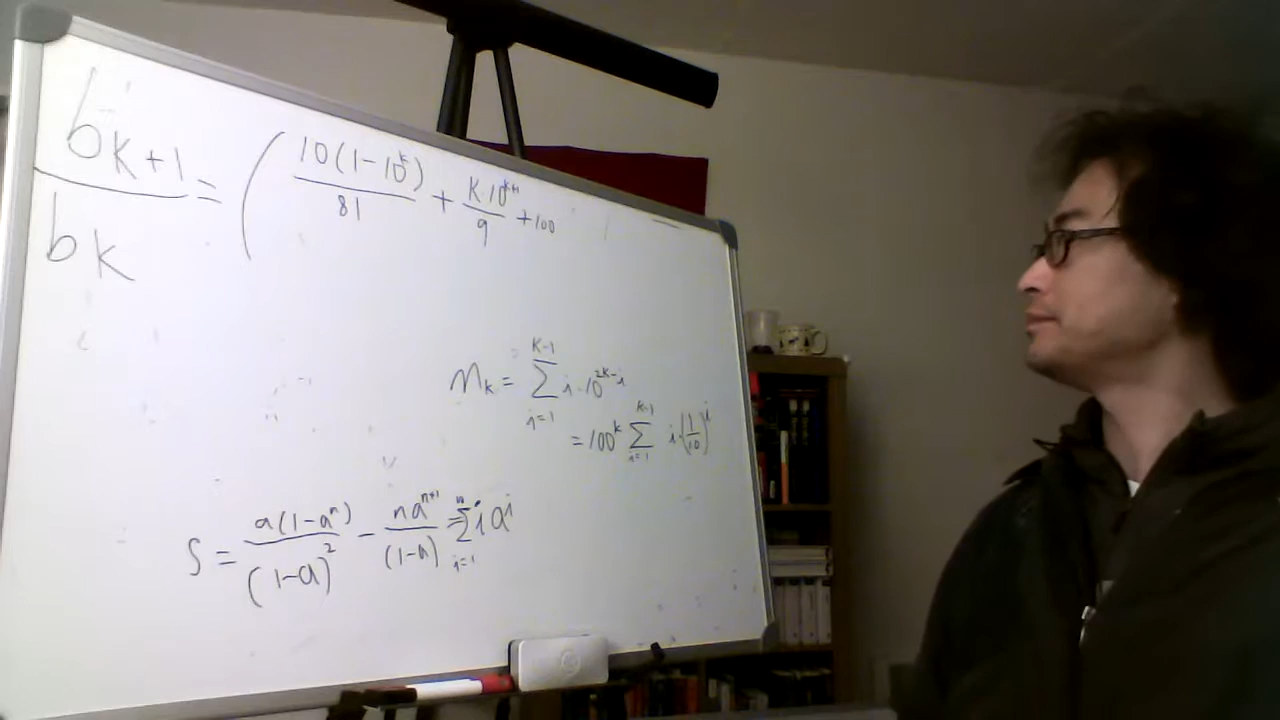 b_{k+1} / b_k = ( 10(1-10^k)/81 + k·10^{k+1}/9 + 100
n_k = Σ_{i=1}^{k-1} i·10^{2k-i}
= 100^k Σ_{i=1}^{k-1} i·(1/10)^i
S = a(1-a^n)/(1-a)^2 - na^{n+1}/(1-a) = Σ_{i=1}^{n} i a^i